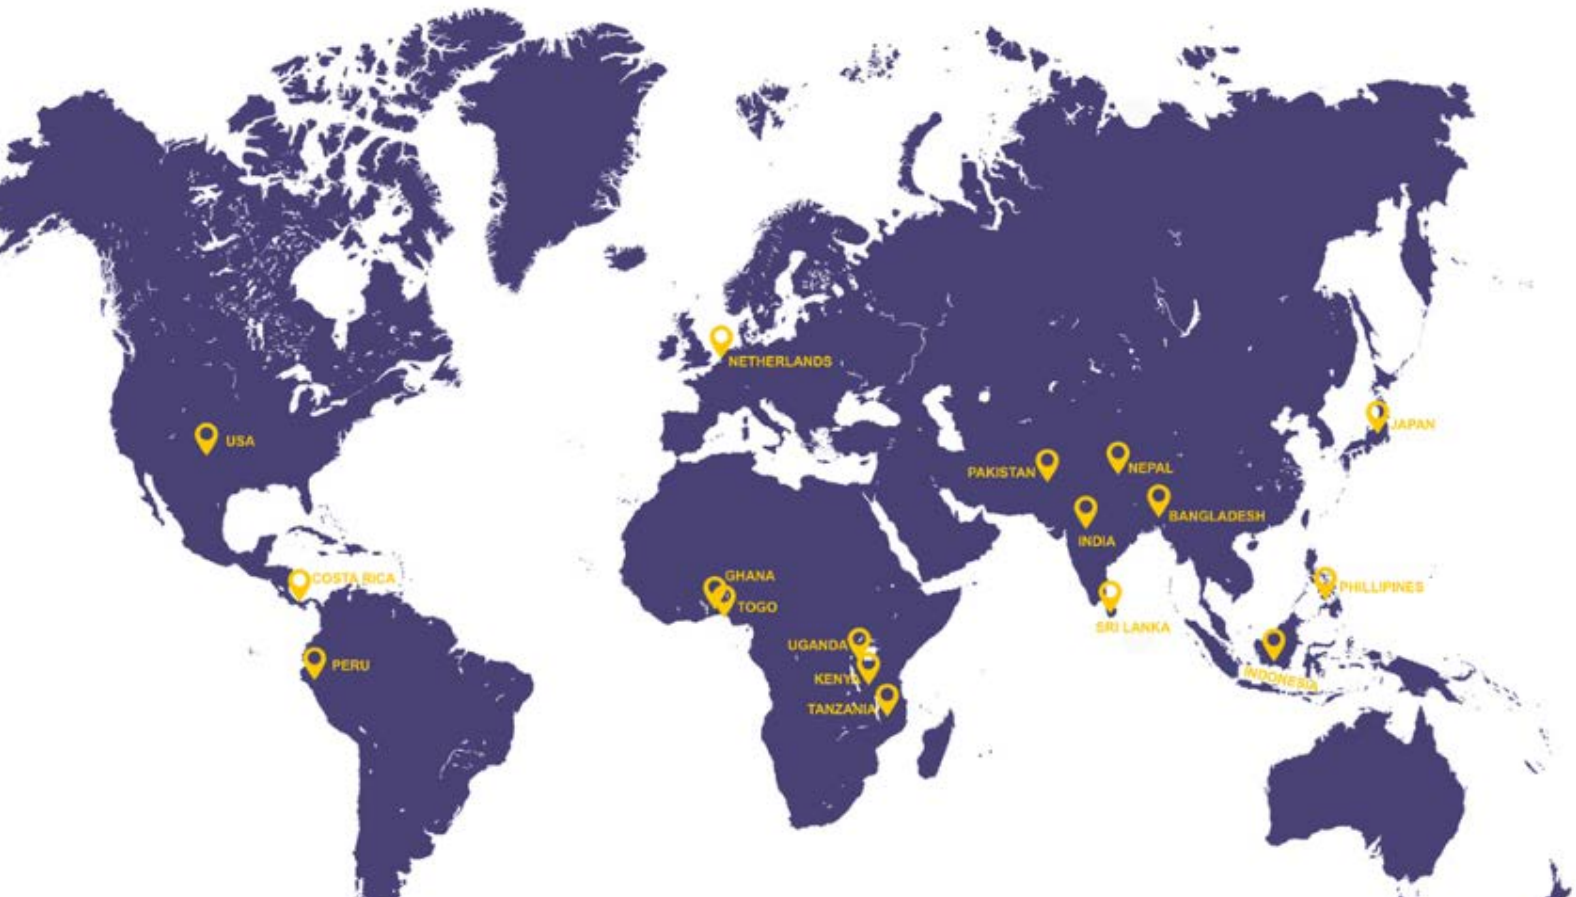 NETHERLANDS
JAPAN
USA
PAKISTAN
NEPAL
BANGLADESH
INDIA
COSTA RICA
GHANA
TOGO
PHILLIPINES
SRI LANKA
UGANDA
PERU
KENYA
INDONESIA
TANZANIA